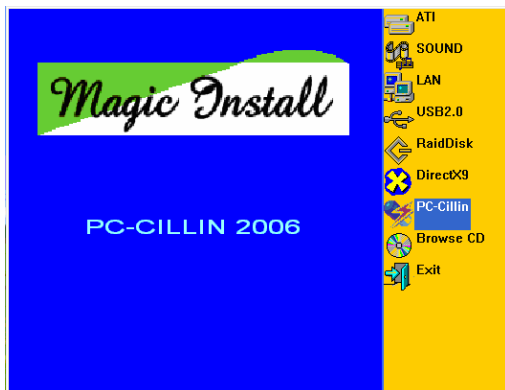 Magic Install
PC-CILLIN 2006
ATI
SOUND
LAN
USB2.0
RaidDisk
DirectX9
PC-Cillin
Browse CD
Exit